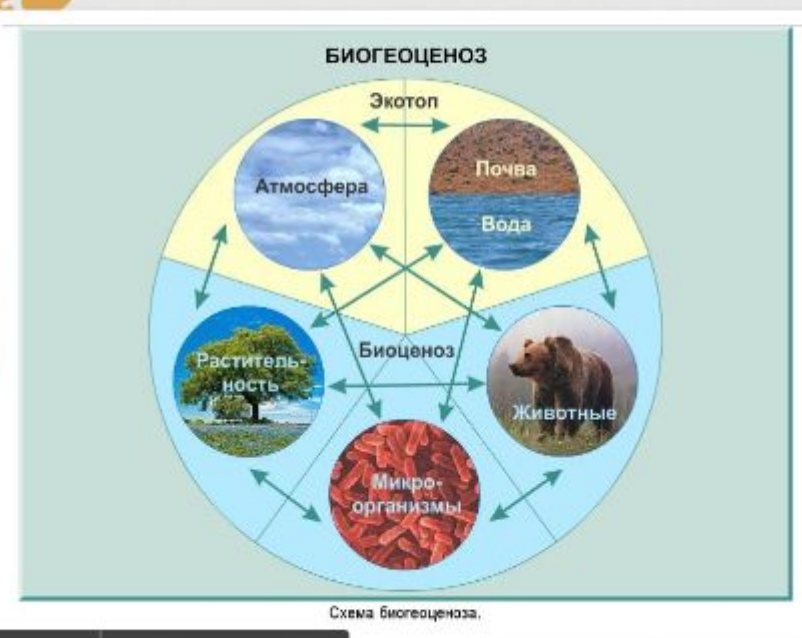 БИОГЕОЦЕНОЗ
Экотоп
Атмосфера
Почва
Вода
Биоценоз
Раститель-
ность
Животные
Микро-
организмы
Схема биогеоценоза.